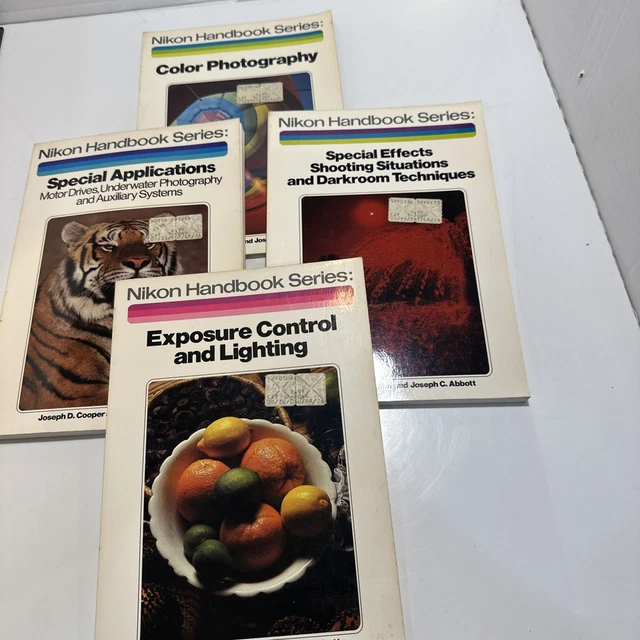 Nikon Handbook Series:
Color Photography
and Jos
Nikon Handbook Series:
Special Applications
Motor Drives, Underwater Photography
and Auxiliary Systems
Joseph D. Cooper
Nikon Handbook Series:
Special Effects
Shooting Situations
and Darkroom Techniques
and Joseph C. Abbott
Nikon Handbook Series:
Exposure Control
and Lighting